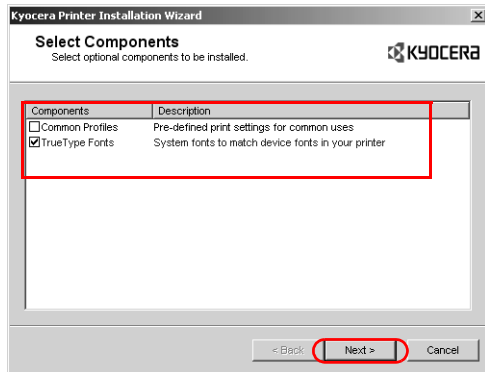 Kyocera Printer Installation Wizard
Select Components
Select optional components to be installed.
KYOCERA
Components Description
Common Profiles Pre-defined print settings for common uses
TrueType Fonts System fonts to match device fonts in your printer
< Back Next > Cancel